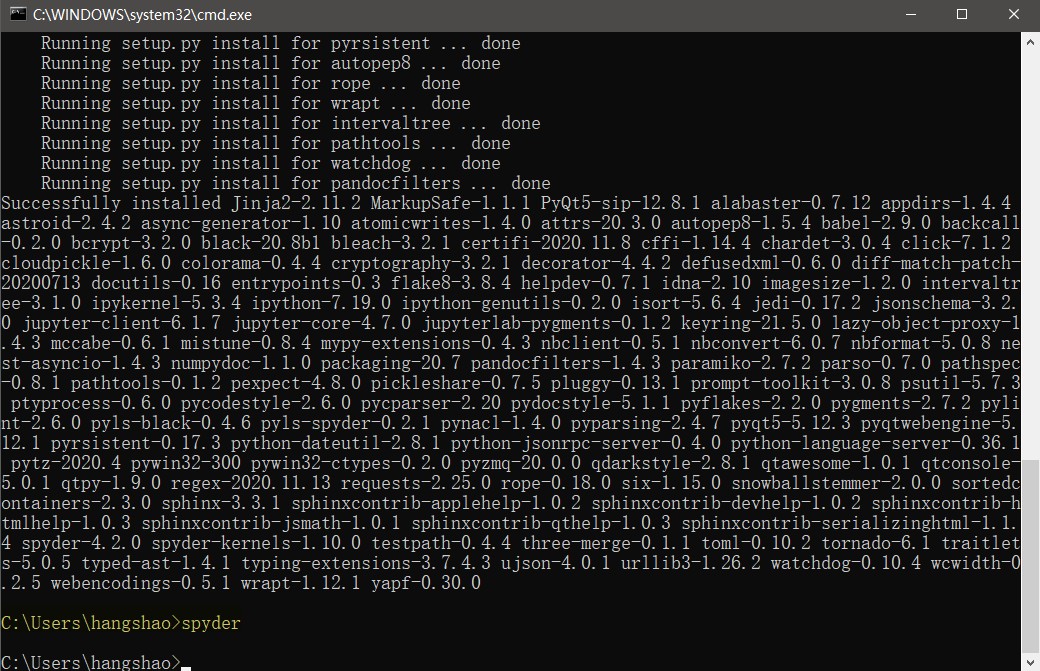 C:\WINDOWS\system32\cmd.exe
Running setup.py install for pyrsistent ... done
Running setup.py install for autopep8 ... done
Running setup.py install for rope ... done
Running setup.py install for wrapt ... done
Running setup.py install for intervaltree ... done
Running setup.py install for pathtools ... done
Running setup.py install for watchdog ... done
Running setup.py install for pandocfilters ... done
Successfully installed Jinja2-2.11.2 MarkupSafe-1.1.1 PyQt5-sip-12.8.1 alabaster-0.7.12 appdirs-1.4.4
astroid-2.4.2 async-generator-1.10 atomicwrites-1.4.0 attrs-20.3.0 autopep8-1.5.4 babel-2.9.0 backcall
-0.2.0 bcrypt-3.2.0 black-20.8b1 bleach-3.2.1 certifi-2020.11.8 cffi-1.14.4 chardet-3.0.4 click-7.1.2
cloudpickle-1.6.0 colorama-0.4.4 cryptography-3.2.1 decorator-4.4.2 defusedxml-0.6.0 diff-match-patch-
20200713 docutils-0.16 entrypoints-0.3 flake8-3.8.4 helpdev-0.7.1 idna-2.10 imagesize-1.2.0 intervaltr
ee-3.1.0 ipykernel-5.3.4 ipython-7.19.0 ipython-genutils-0.2.0 isort-5.6.4 jedi-0.17.2 jsonschema-3.2.
0 jupyter-client-6.1.7 jupyter-core-4.7.0 jupyterlab-pygments-0.1.2 keyring-21.5.0 lazy-object-proxy-1
.4.3 mccabe-0.6.1 mistune-0.8.4 mypy-extensions-0.4.3 nbclient-0.5.1 nbconvert-6.0.7 nbformat-5.0.8 ne
st-asyncio-1.4.3 numpydoc-1.1.0 packaging-20.7 pandocfilters-1.4.3 paramiko-2.7.2 parso-0.7.0 pathspec
-0.8.1 pathtools-0.1.2 pexpect-4.8.0 pickleshare-0.7.5 pluggy-0.13.1 prompt-toolkit-3.0.8 psutil-5.7.3
ptyprocess-0.6.0 pycodestyle-2.6.0 pycparser-2.20 pydocstyle-5.1.1 pyflakes-2.2.0 pygments-2.7.2 pyli
nt-2.6.0 pyls-black-0.4.6 pyls-spyder-0.2.1 pynacl-1.4.0 pyparsing-2.4.7 pyqt5-5.12.3 pyqtwebengine-5.
12.1 pyrsistent-0.17.3 python-dateutil-2.8.1 python-jsonrpc-server-0.4.0 python-language-server-0.36.1
pytz-2020.4 pywin32-300 pywin32-ctypes-0.2.0 pyzmq-20.0.0 qdarkstyle-2.8.1 qtawesome-1.0.1 qtconsole-
5.0.1 qtpy-1.9.0 regex-2020.11.13 requests-2.25.0 rope-0.18.0 six-1.15.0 snowballstemmer-2.0.0 sortedc
ontainers-2.3.0 sphinx-3.3.1 sphinxcontrib-applehelp-1.0.2 sphinxcontrib-devhelp-1.0.2 sphinxcontrib-h
tmlhelp-1.0.3 sphinxcontrib-jsmath-1.0.1 sphinxcontrib-qthelp-1.0.3 sphinxcontrib-serializinghtml-1.1.
4 spyder-4.2.0 spyder-kernels-1.10.0 testpath-0.4.4 three-merge-0.1.1 toml-0.10.2 tornado-6.1 traitlet
s-5.0.5 typed-ast-1.4.1 typing-extensions-3.7.4.3 ujson-4.0.1 urllib3-1.26.2 watchdog-0.10.4 wcwidth-0
.2.5 webencodings-0.5.1 wrapt-1.12.1 yapf-0.30.0
C:\Users\hangshao>spyder
C:\Users\hangshao>